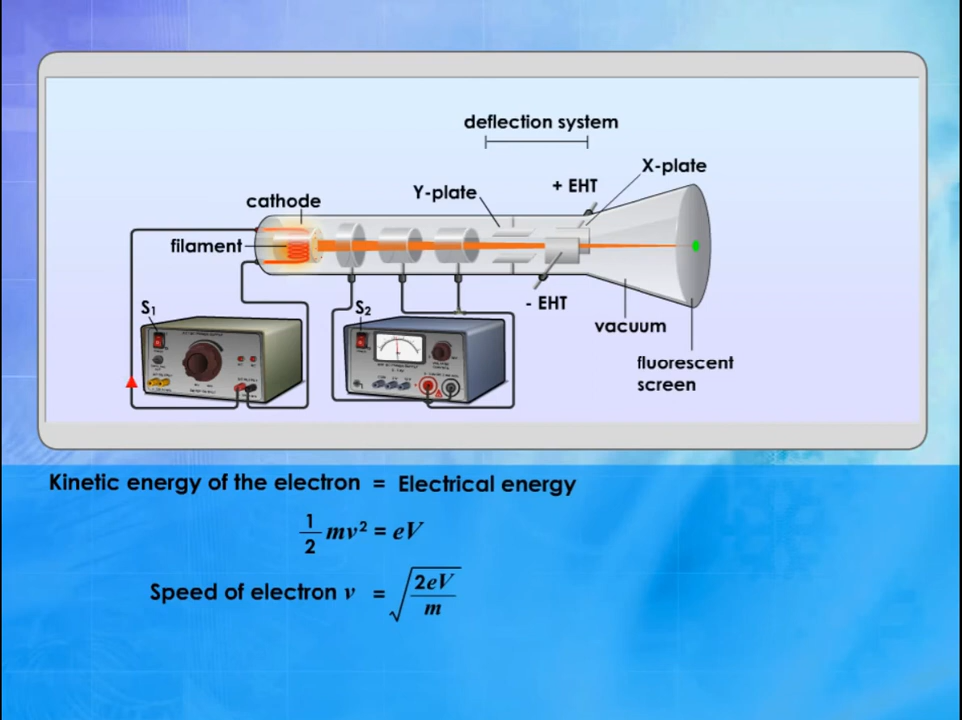 deflection system
X-plate
+ EHT
Y-plate
cathode
filament
- EHT
S1
S2
vacuum
fluorescent
screen
Kinetic energy of the electron = Electrical energy
1/2 mv² = eV
Speed of electron v = √(2eV/m)